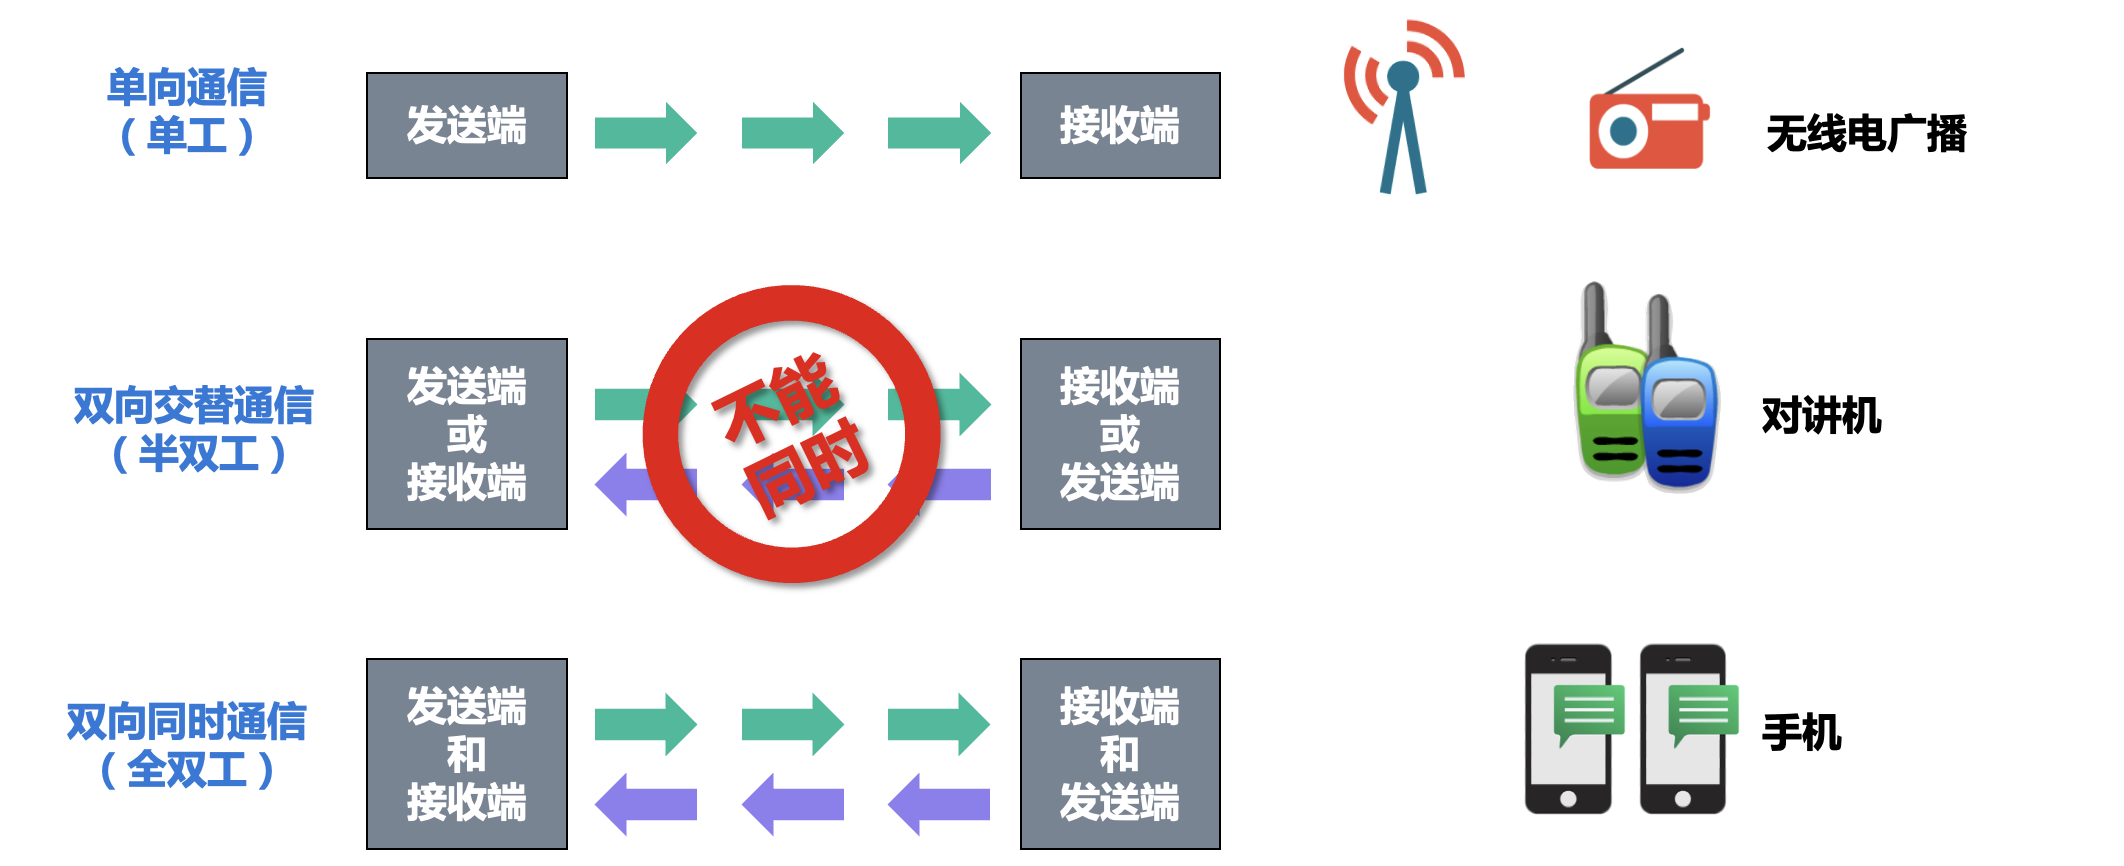 单向通信
（单工）
发送端
接收端
无线电广播
双向交替通信
（半双工）
发送端
或
接收端
不能
同时
接收端
或
发送端
对讲机
双向同时通信
（全双工）
发送端
和
接收端
接收端
和
发送端
手机